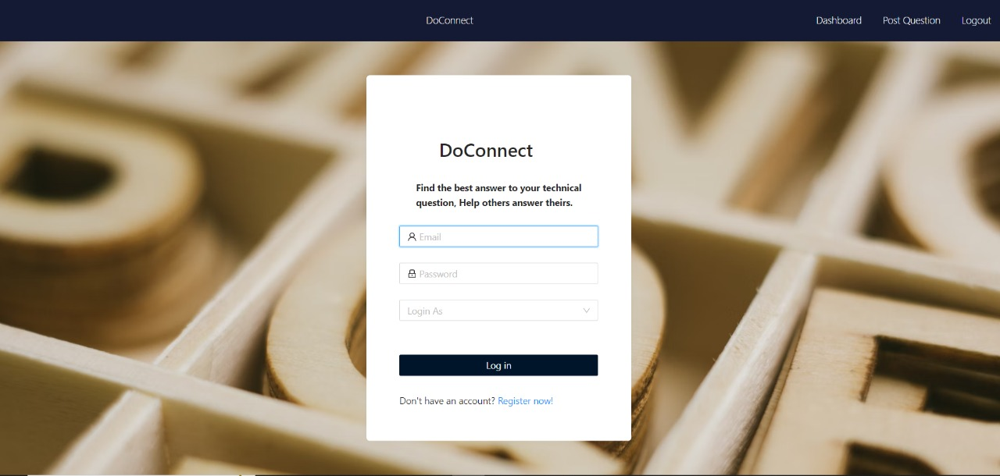 DoConnect
Dashboard
Post Question
Logout
DoConnect
Find the best answer to your technical
question, Help others answer theirs.
Email
Password
Login As
Log in
Don't have an account? Register now!